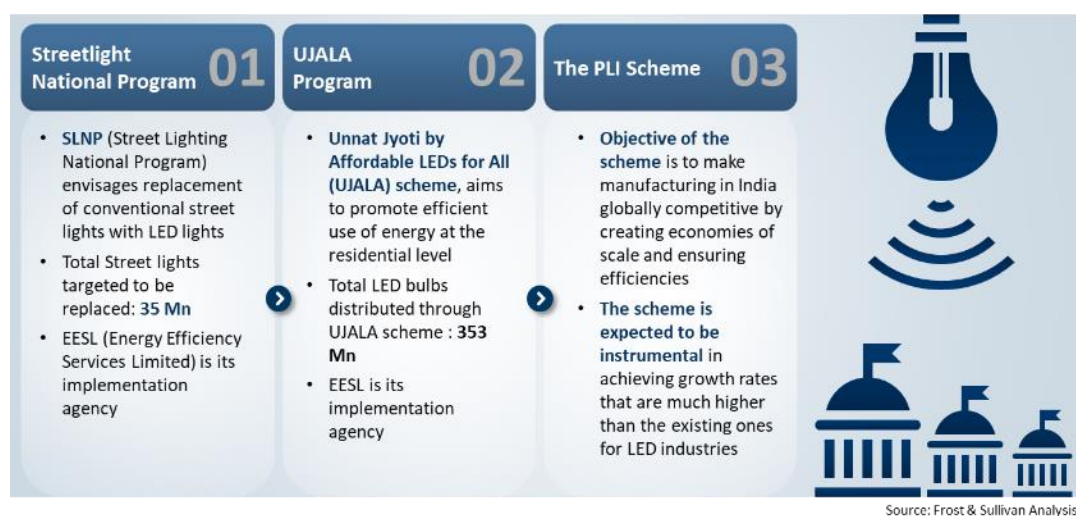 Streetlight
National Program 01
• SLNP (Street Lighting
National Program)
envisages replacement
of conventional street
lights with LED lights
• Total Street lights
targeted to be
replaced: 35 Mn
• EESL (Energy Efficiency
Services Limited) is its
implementation
agency
UJALA
Program 02
• Unnat Jyoti by
Affordable LEDs for All
(UJALA) scheme, aims
to promote efficient
use of energy at the
residential level
• Total LED bulbs
distributed through
UJALA scheme : 353
Mn
• EESL is its
implementation
agency
The PLI Scheme 03
• Objective of the
scheme is to make
manufacturing in India
globally competitive by
creating economies of
scale and ensuring
efficiencies
• The scheme is
expected to be
instrumental in
achieving growth rates
that are much higher
than the existing ones
for LED industries
Source: Frost & Sullivan Analysis